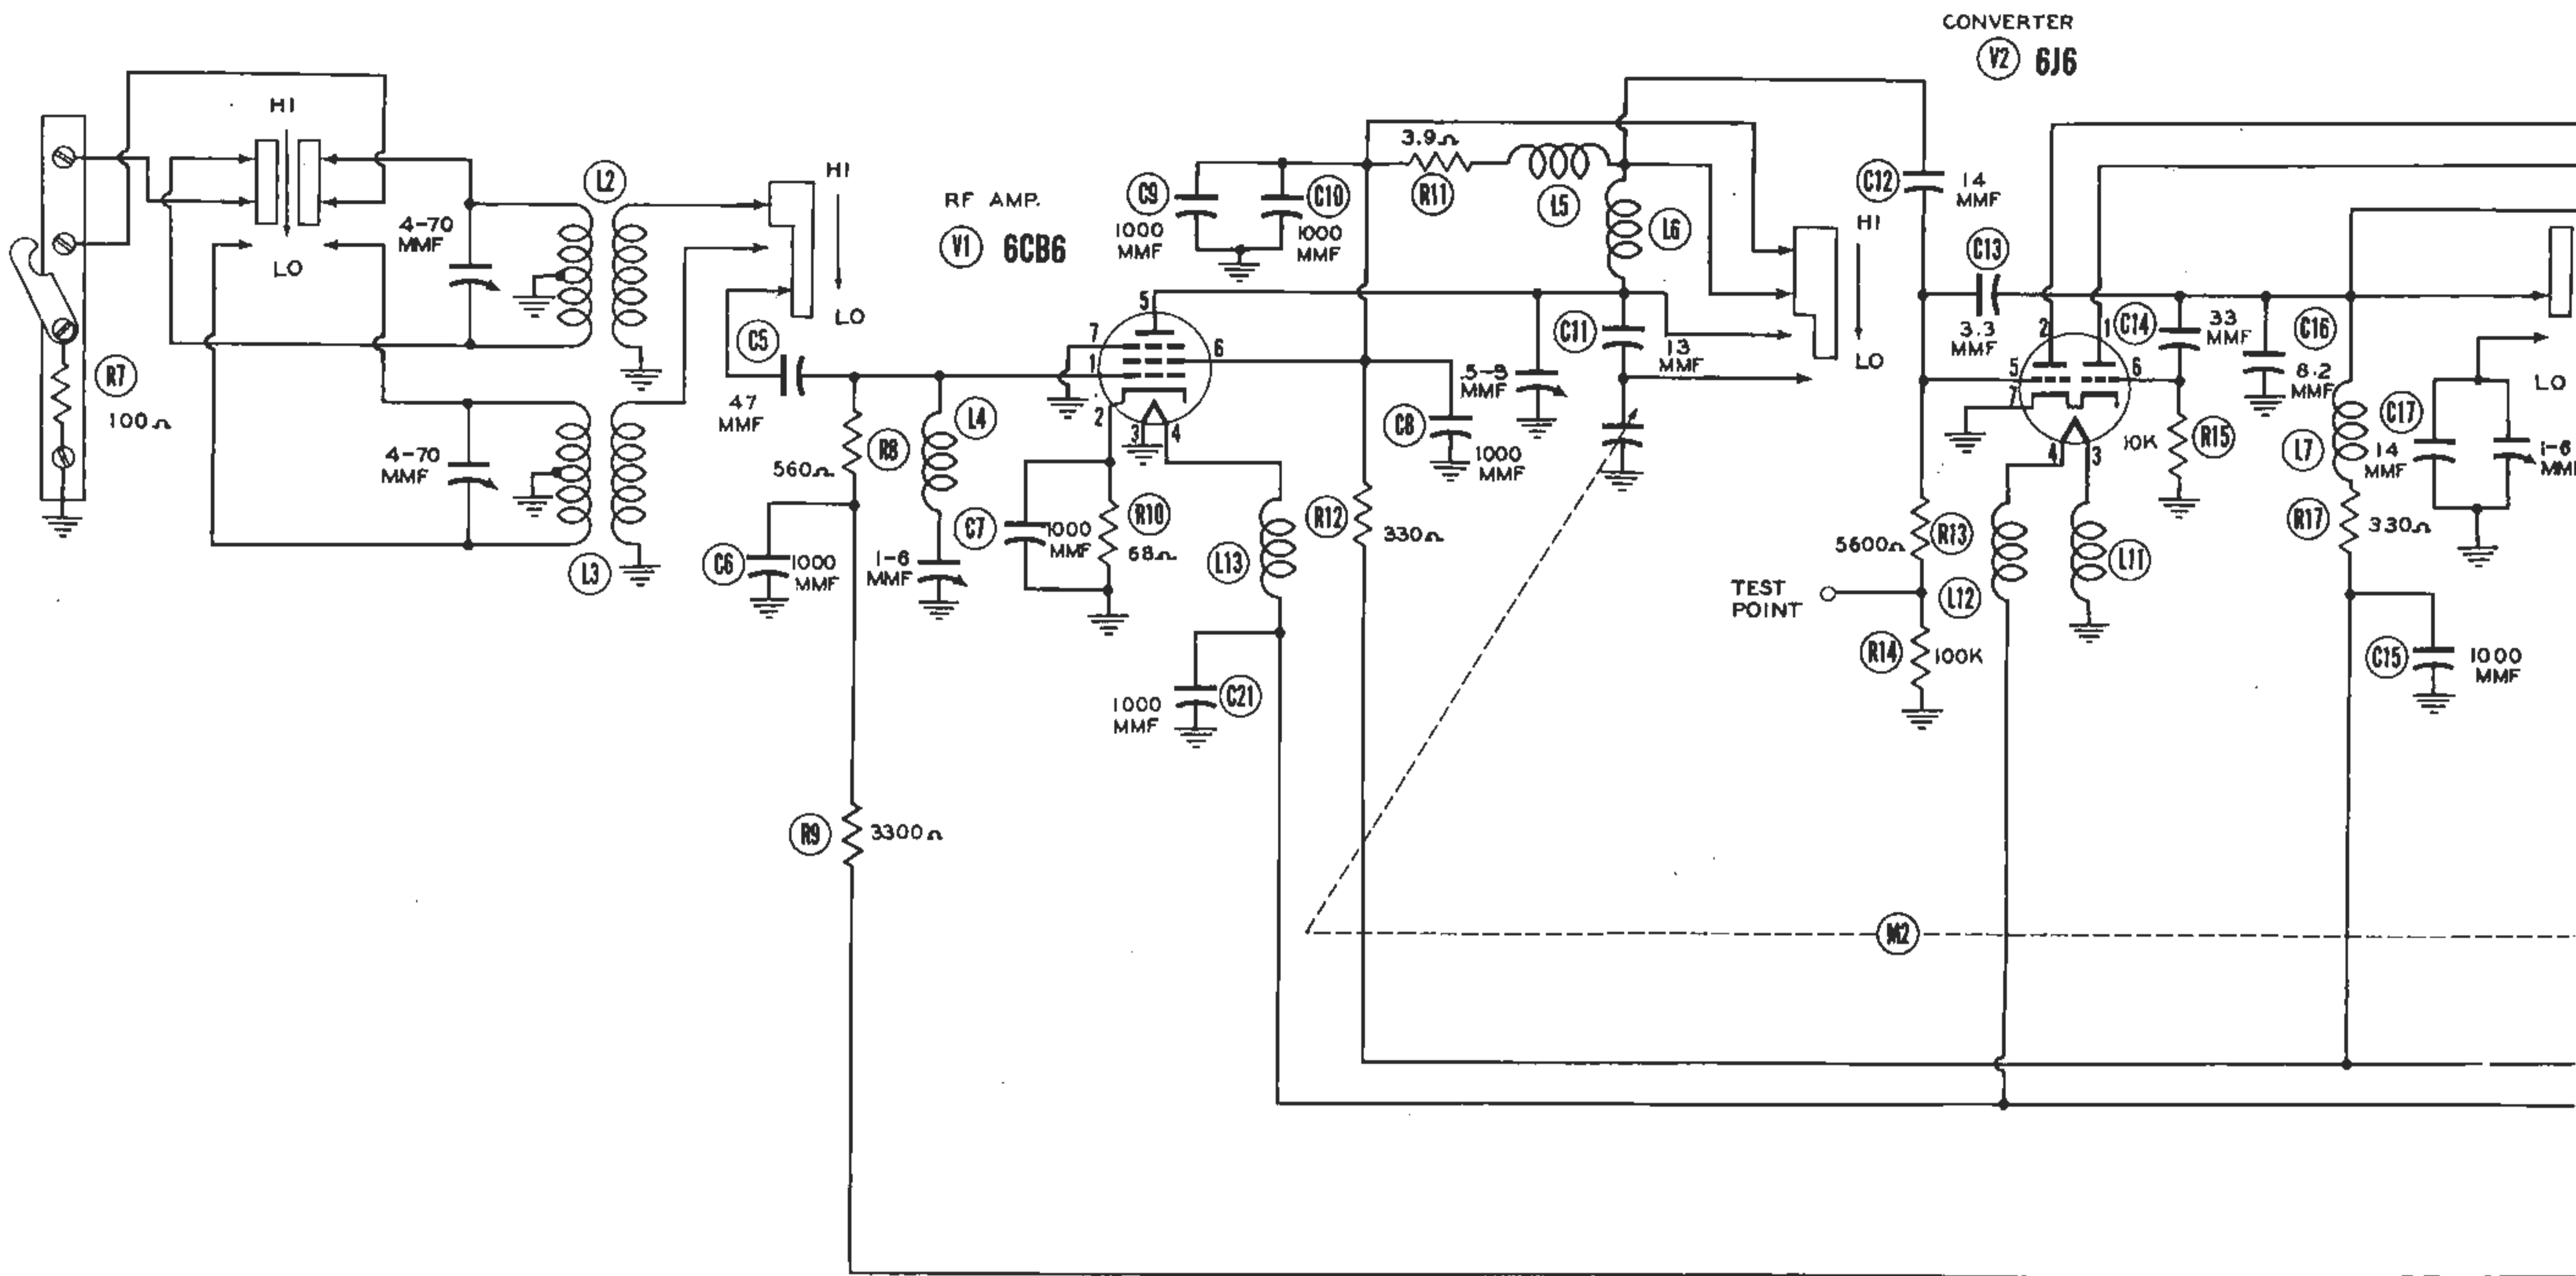 CONVERTER
V2 6J6
HI
LO
R7
100Ω
4-70
MMF
L2
4-70
MMF
L3
HI
LO
C5
47
MMF
RF AMP.
V1 6CB6
R8
560Ω
L4
C6
1000
MMF
1-6
MMF
R9
3300Ω
5
7
1
6
2
3
4
C7
1000
MMF
R10
68Ω
L13
C21
1000
MMF
C9
1000
MMF
C10
1000
MMF
3.9Ω
R11
L5
L6
C8
1000
MMF
R12
330Ω
.5-3
MMF
C11
13
MMF
HI
LO
C12
14
MMF
C13
3.3
MMF
2
1
5
7
6
4
3
C14
33
MMF
10K
R15
R13
5600Ω
TEST
POINT
R14
100K
L12
L11
C16
8.2
MMF
L7
R17
330Ω
C17
14
MMF
1-6
MMF
LO
C15
1000
MMF
M2